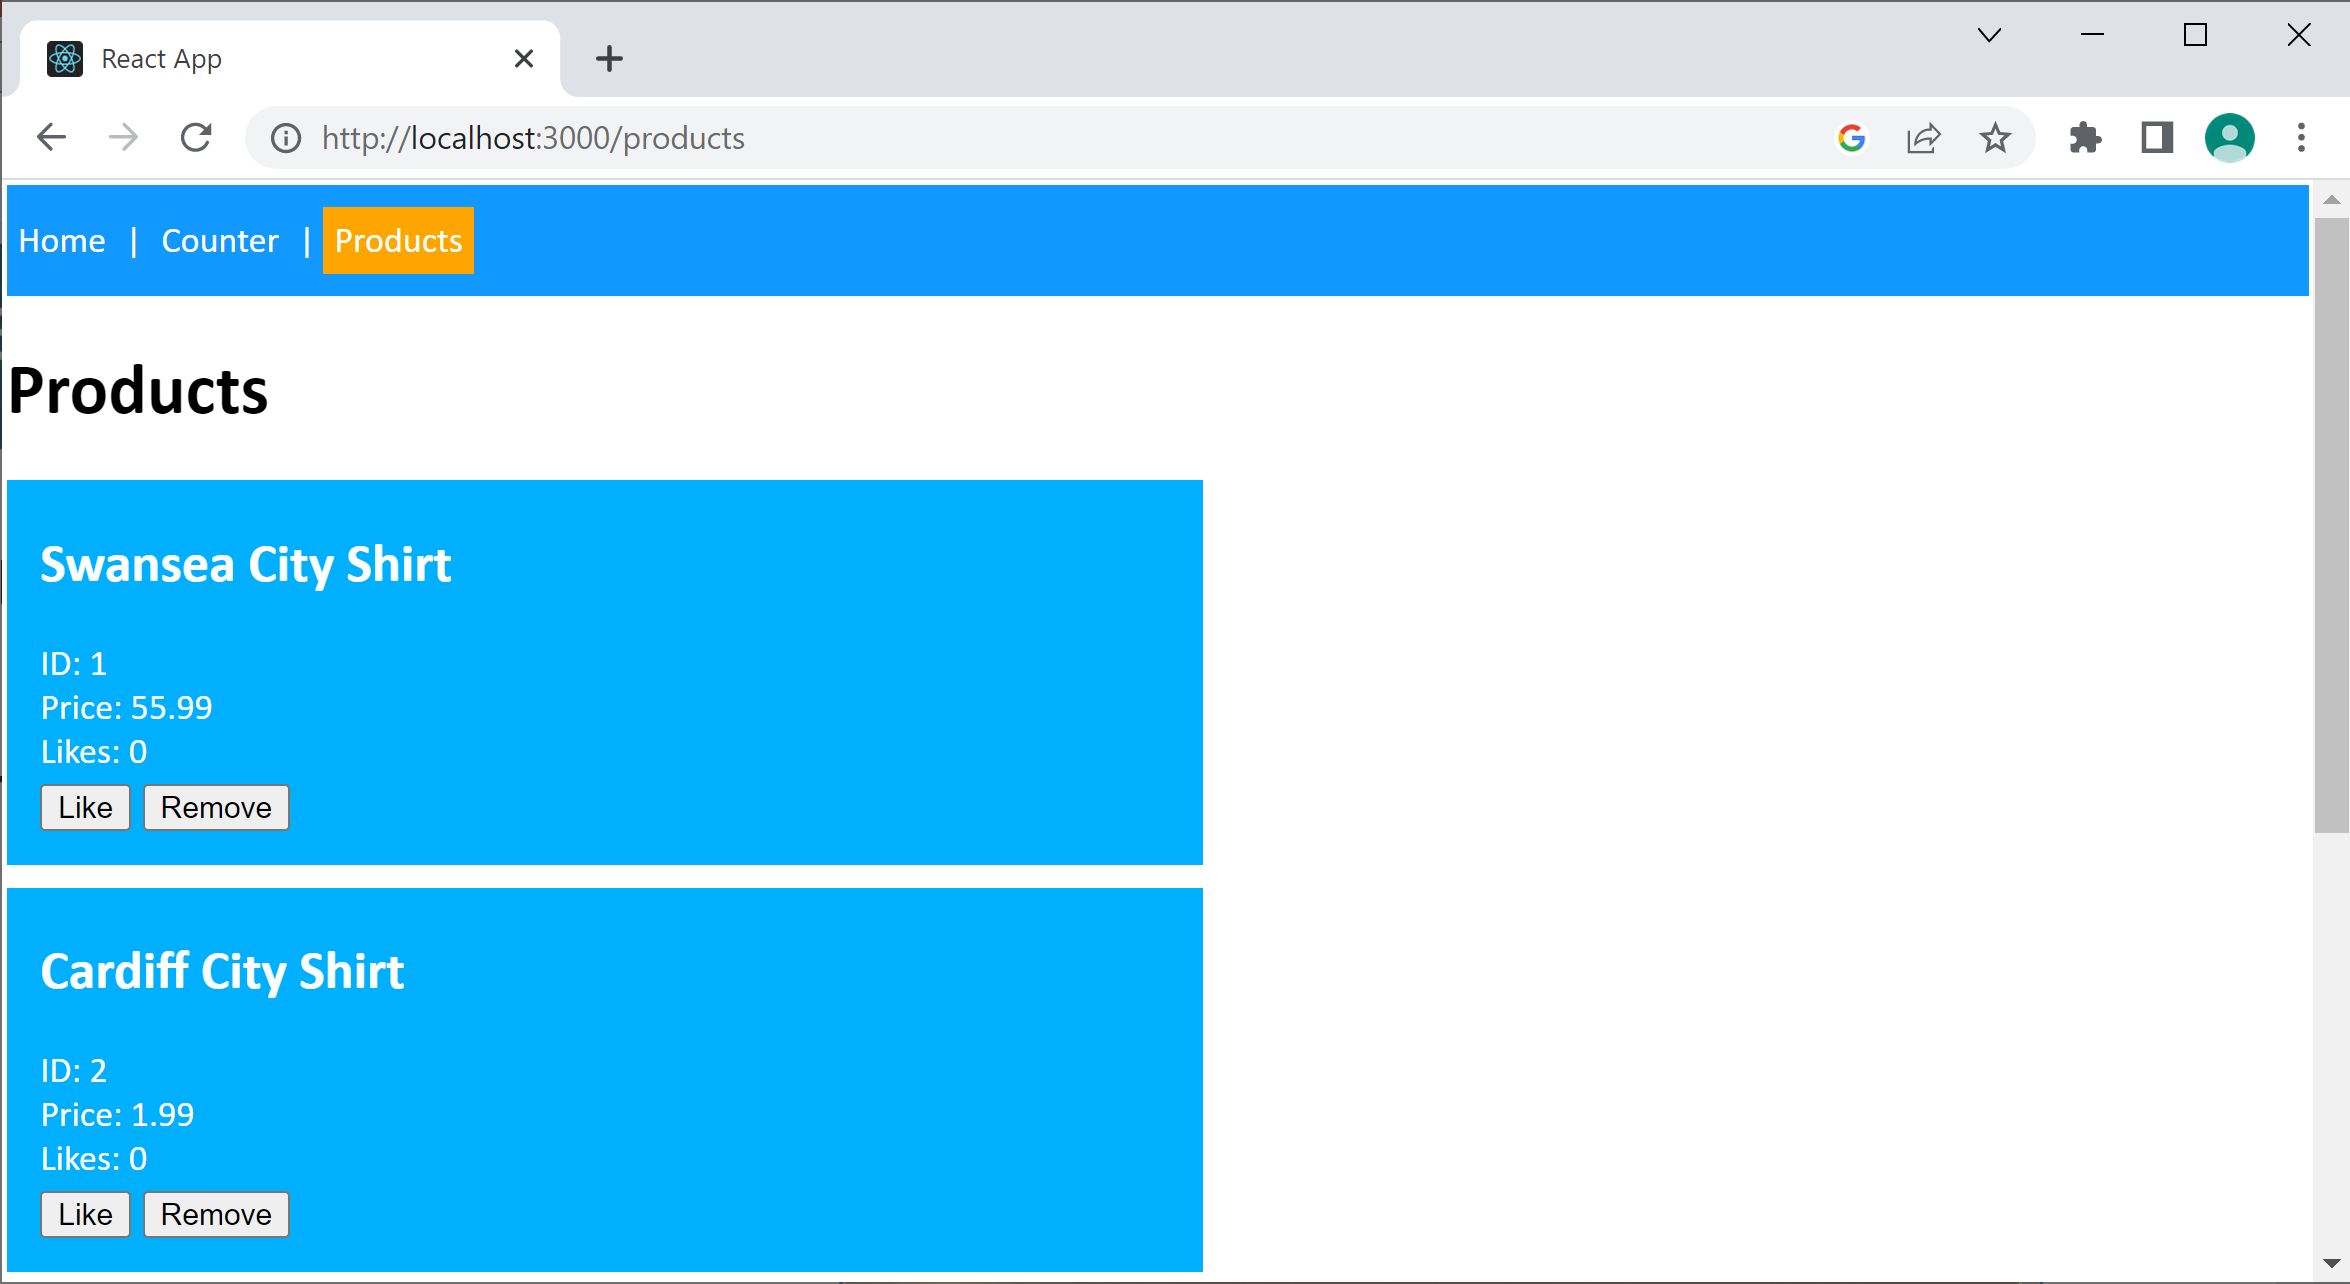 React App
http://localhost:3000/products
Home | Counter | Products
Products
Swansea City Shirt
ID: 1
Price: 55.99
Likes: 0
Like Remove
Cardiff City Shirt
ID: 2
Price: 1.99
Likes: 0
Like Remove